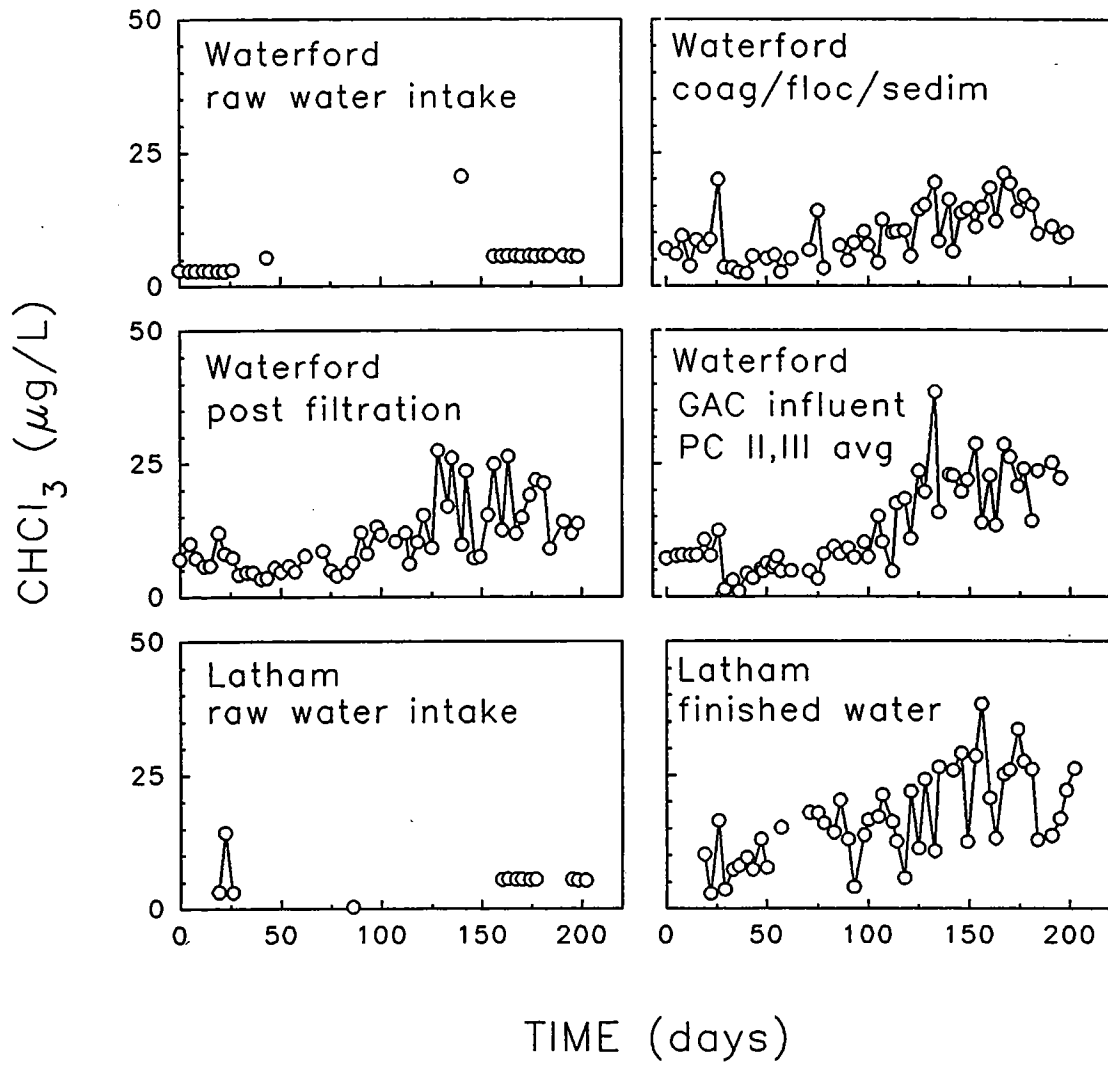 50
25
0
Waterford
raw water intake
Waterford
coag/floc/sedim
50
25
0
Waterford
post filtration
Waterford
GAC influent
PC II,III avg
50
25
0
Latham
raw water intake
Latham
finished water
0 50 100 150 200
0 50 100 150 200
CHCl3 (μg/L)
TIME (days)